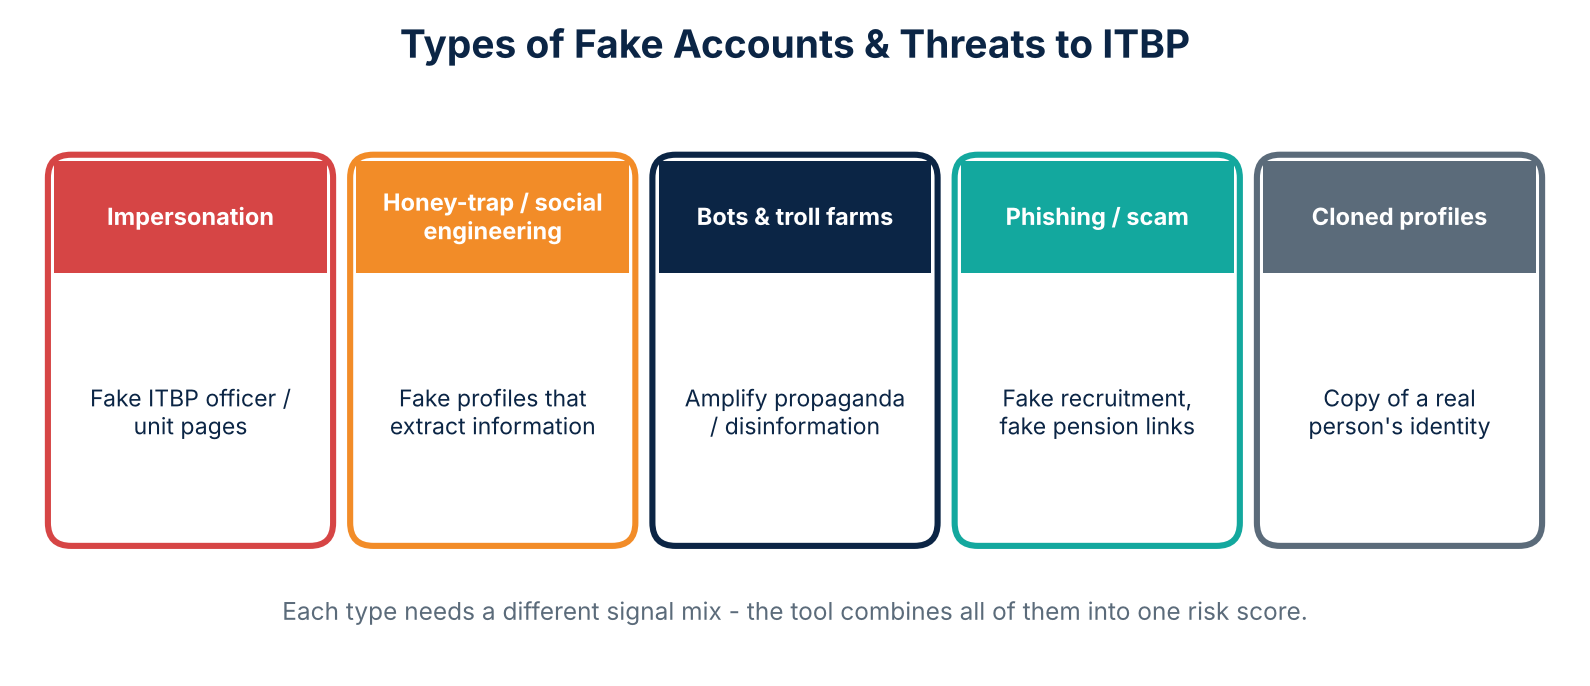 Types of Fake Accounts & Threats to ITBP
Impersonation
Fake ITBP officer /
unit pages
Honey-trap / social
engineering
Fake profiles that
extract information
Bots & troll farms
Amplify propaganda
/ disinformation
Phishing / scam
Fake recruitment,
fake pension links
Cloned profiles
Copy of a real
person's identity
Each type needs a different signal mix - the tool combines all of them into one risk score.